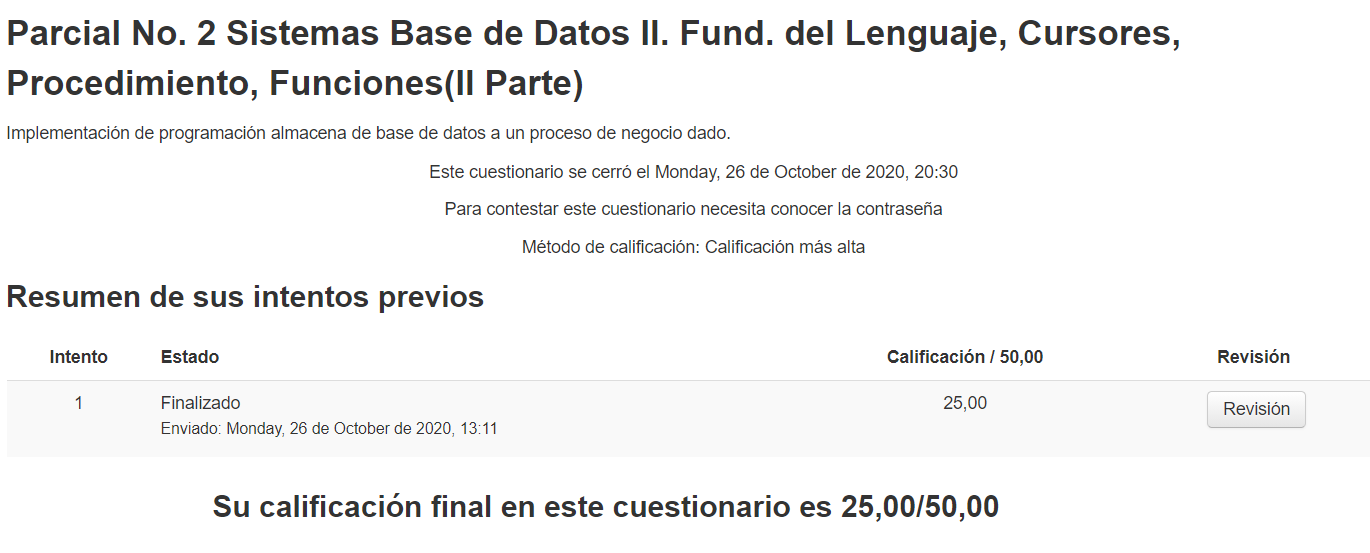 Parcial No. 2 Sistemas Base de Datos II. Fund. del Lenguaje, Cursores,
Procedimiento, Funciones(II Parte)
Implementación de programación almacena de base de datos a un proceso de negocio dado.
Este cuestionario se cerró el Monday, 26 de October de 2020, 20:30
Para contestar este cuestionario necesita conocer la contraseña
Método de calificación: Calificación más alta
Resumen de sus intentos previos
Intento Estado Calificación / 50,00 Revisión
1 Finalizado 25,00 Revisión
Enviado: Monday, 26 de October de 2020, 13:11
Su calificación final en este cuestionario es 25,00/50,00